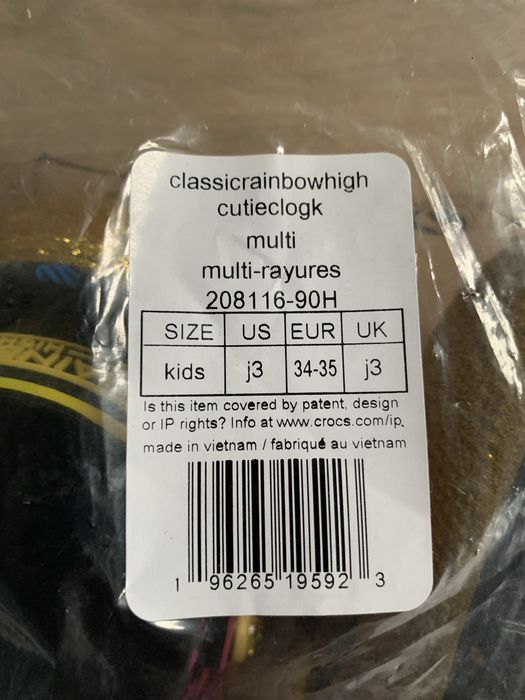 classicrainbowhigh
cutieclogk
multi
multi-rayures
208116-90H
SIZE US EUR UK
kids j3 34-35 j3
Is this item covered by patent, design
or IP rights? Info at www.crocs.com/ip.
made in vietnam / fabriqué au vietnam
1 96265 19592 3